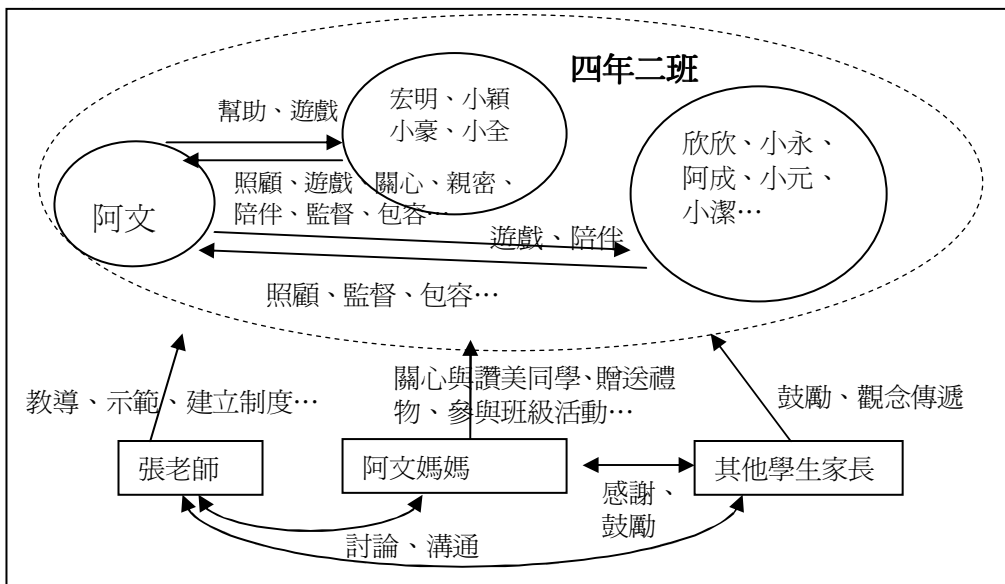 四年二班
宏明、小穎
小豪、小全
幫助、遊戲
欣欣、小永、
阿成、小元、
小潔…
阿文
照顧、遊戲、關心、親密、
陪伴、監督、包容…
遊戲、陪伴
照顧、監督、包容…
教導、示範、建立制度…
關心與讚美同學、贈送禮
物、參與班級活動…
鼓勵、觀念傳遞
張老師
阿文媽媽
其他學生家長
感謝、
鼓勵
討論、溝通